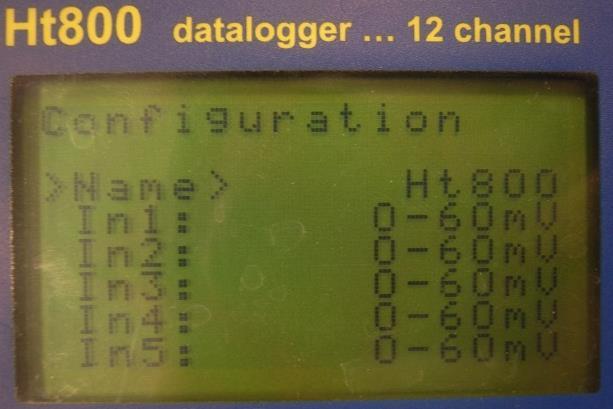 Ht800 datalogger ... 12 channel
Configuration
>Name> Ht800
In1: 0-60mV
In2: 0-60mV
In3: 0-60mV
In4: 0-60mV
In5: 0-60mV